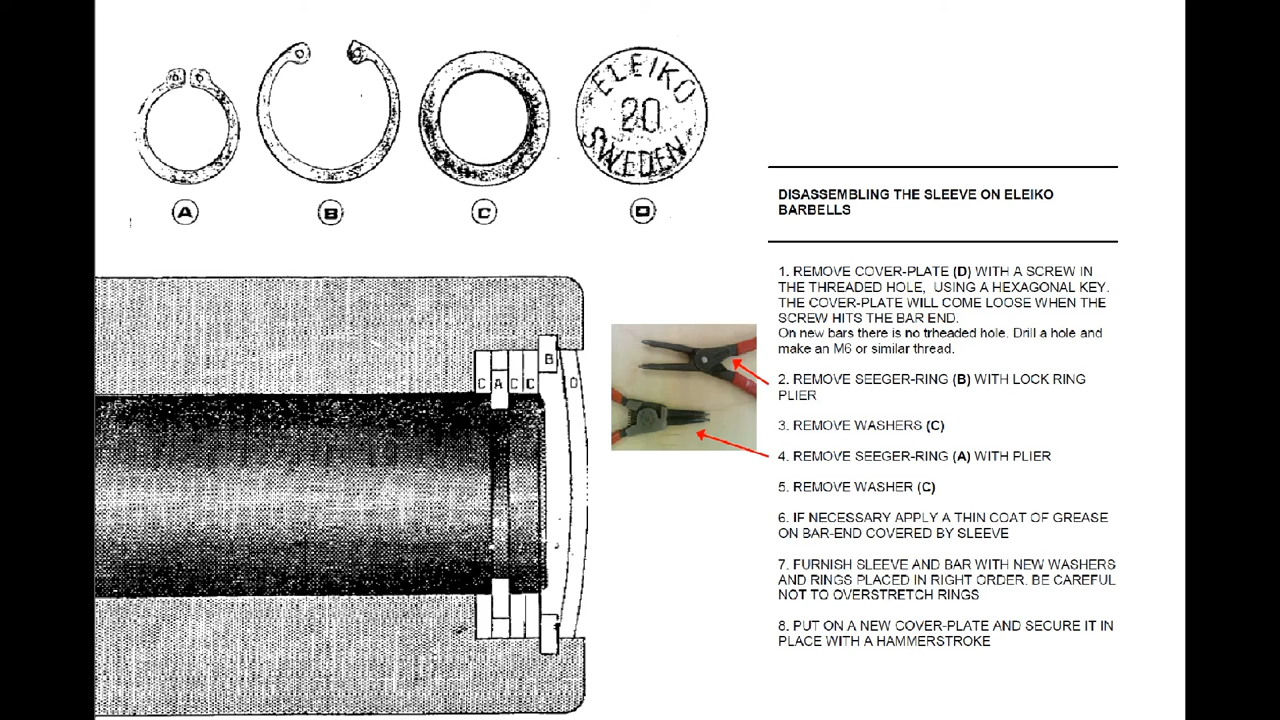 ELEIKO
20
SWEDEN
A B C D
DISASSEMBLING THE SLEEVE ON ELEIKO
BARBELLS
1. REMOVE COVER-PLATE (D) WITH A SCREW IN
THE THREADED HOLE, USING A HEXAGONAL KEY.
THE COVER-PLATE WILL COME LOOSE WHEN THE
SCREW HITS THE BAR END.
On new bars there is no trheaded hole. Drill a hole and
make an M6 or similar thread.
2. REMOVE SEEGER-RING (B) WITH LOCK RING
PLIER
3. REMOVE WASHERS (C)
4. REMOVE SEEGER-RING (A) WITH PLIER
5. REMOVE WASHER (C)
6. IF NECESSARY APPLY A THIN COAT OF GREASE
ON BAR-END COVERED BY SLEEVE
7. FURNISH SLEEVE AND BAR WITH NEW WASHERS
AND RINGS PLACED IN RIGHT ORDER. BE CAREFUL
NOT TO OVERSTRETCH RINGS
8. PUT ON A NEW COVER-PLATE AND SECURE IT IN
PLACE WITH A HAMMERSTROKE
B
C A C C D